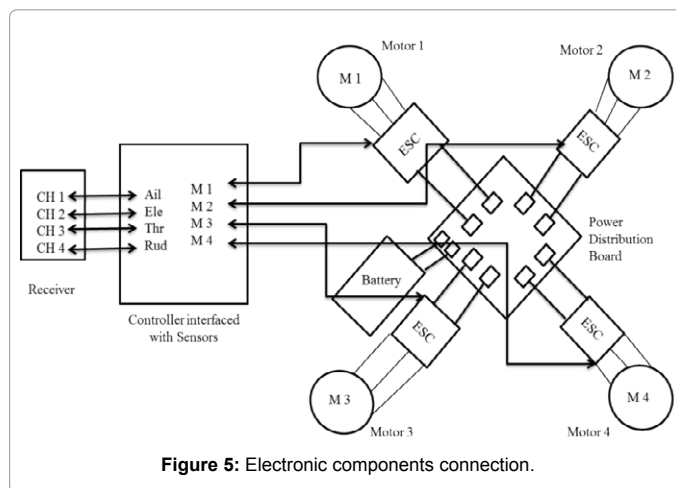 Motor 1
Motor 2
M 1
M 2
ESC
ESC
CH 1
CH 2
CH 3
CH 4
Ail
Ele
Thr
Rud
M 1
M 2
M 3
M 4
Receiver
Controller interfaced
with Sensors
Battery
Power
Distribution
Board
ESC
ESC
M 3
M 4
Motor 3
Motor 4
Figure 5: Electronic components connection.